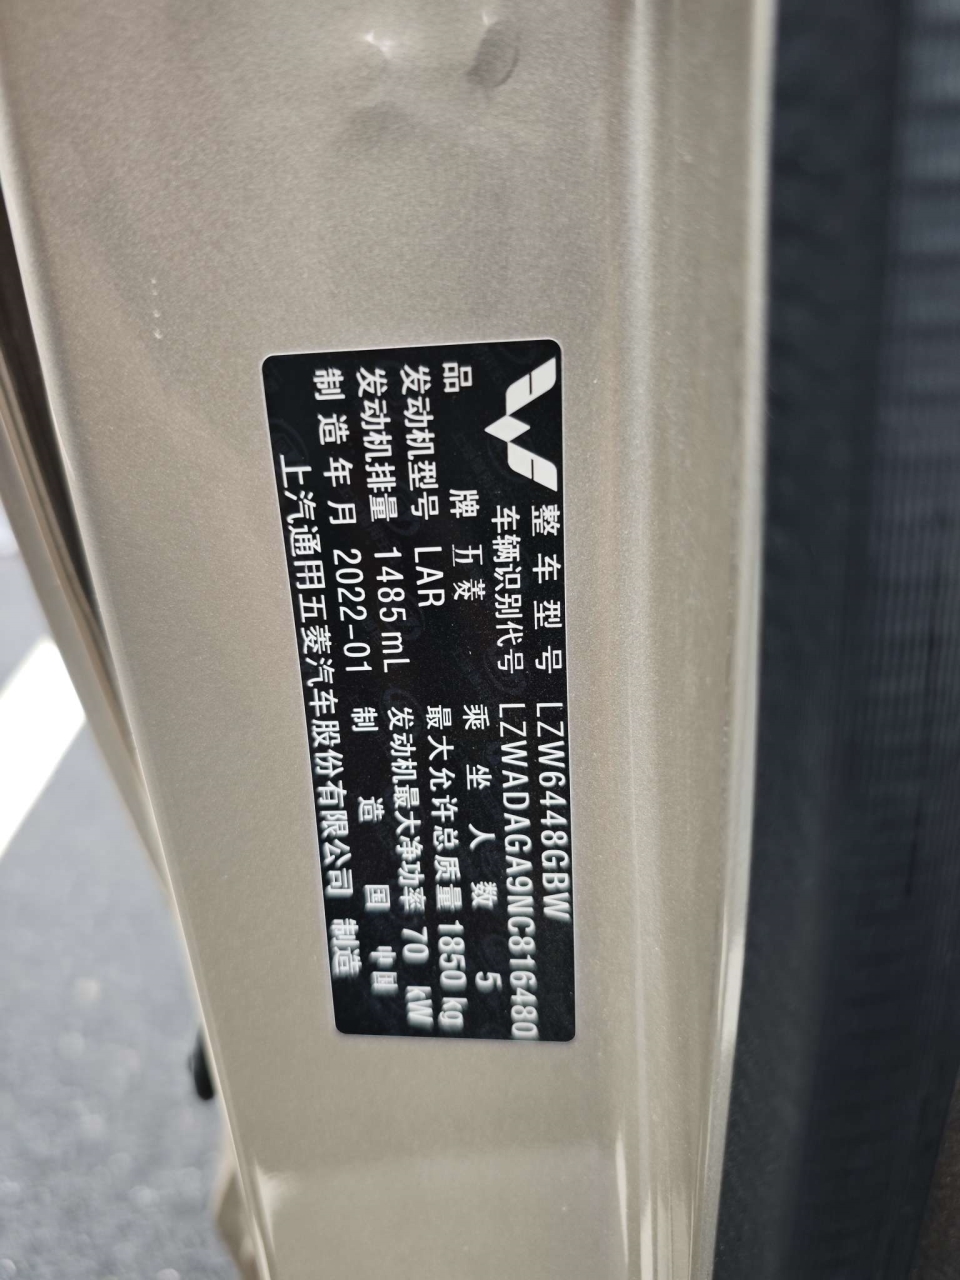 整车型号 LZW6448GBW
车辆识别代号 LZWADAGA9NC816480
品牌 五菱 乘坐人数 5
发动机型号 LAR 最大允许总质量 1850 kg
发动机排量 1485 mL 发动机最大净功率 70 kW
制造年月 2022-01 制造国 中国
上汽通用五菱汽车股份有限公司 制造